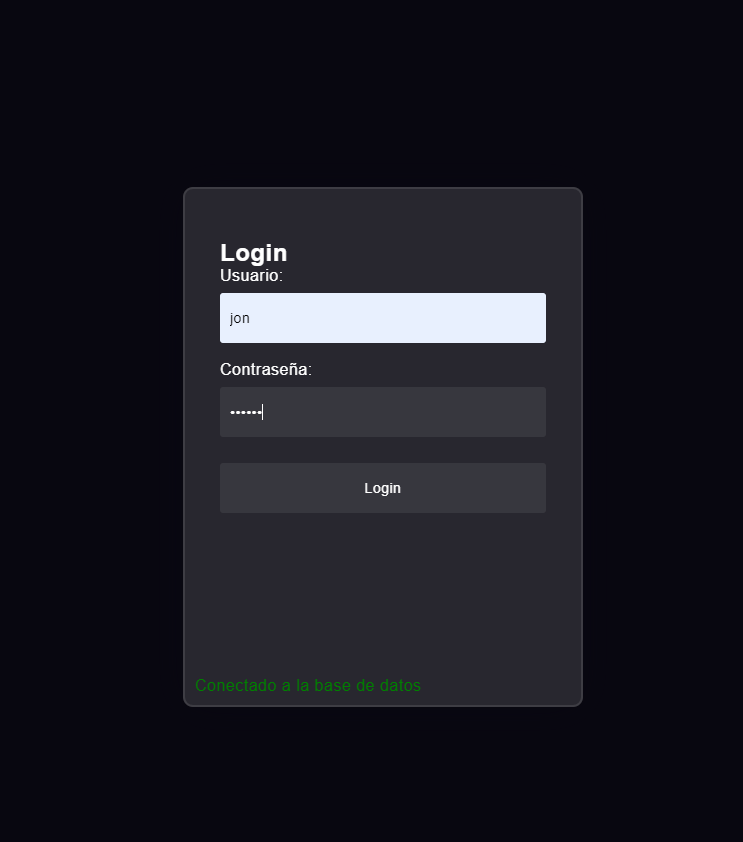 Login
Usuario:
jon
Contraseña:
••••••
Login
Conectado a la base de datos